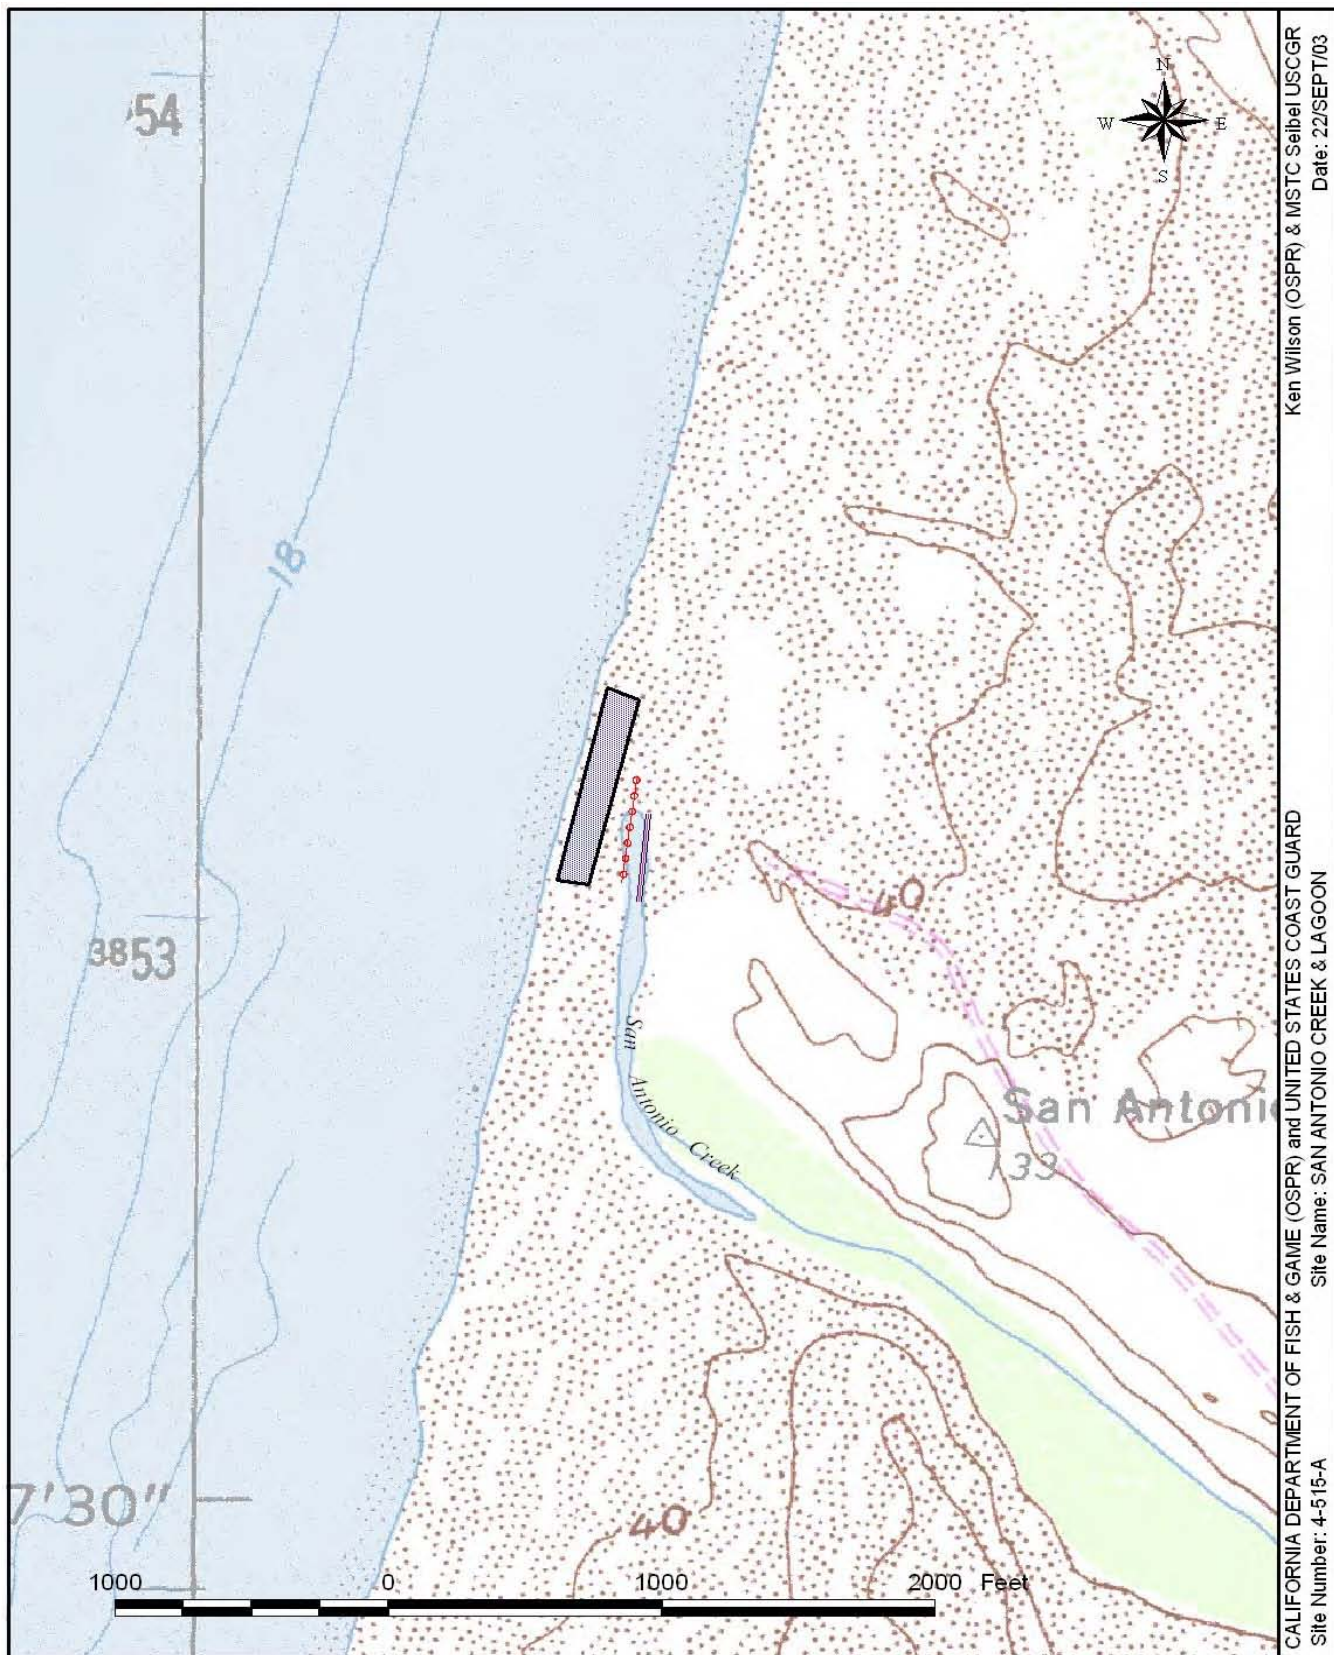 54
N
W E
S
18
40
3853
San
Antonio
Creek
San Antonio
133
7'30"
40
1000 0 1000 2000 Feet
CALIFORNIA DEPARTMENT OF FISH & GAME (OSPR) and UNITED STATES COAST GUARD Ken Wilson (OSPR) & MSTC Seibel USCGR
Site Number: 4-515-A Site Name: SAN ANTONIO CREEK & LAGOON Date: 22/SEPT/03